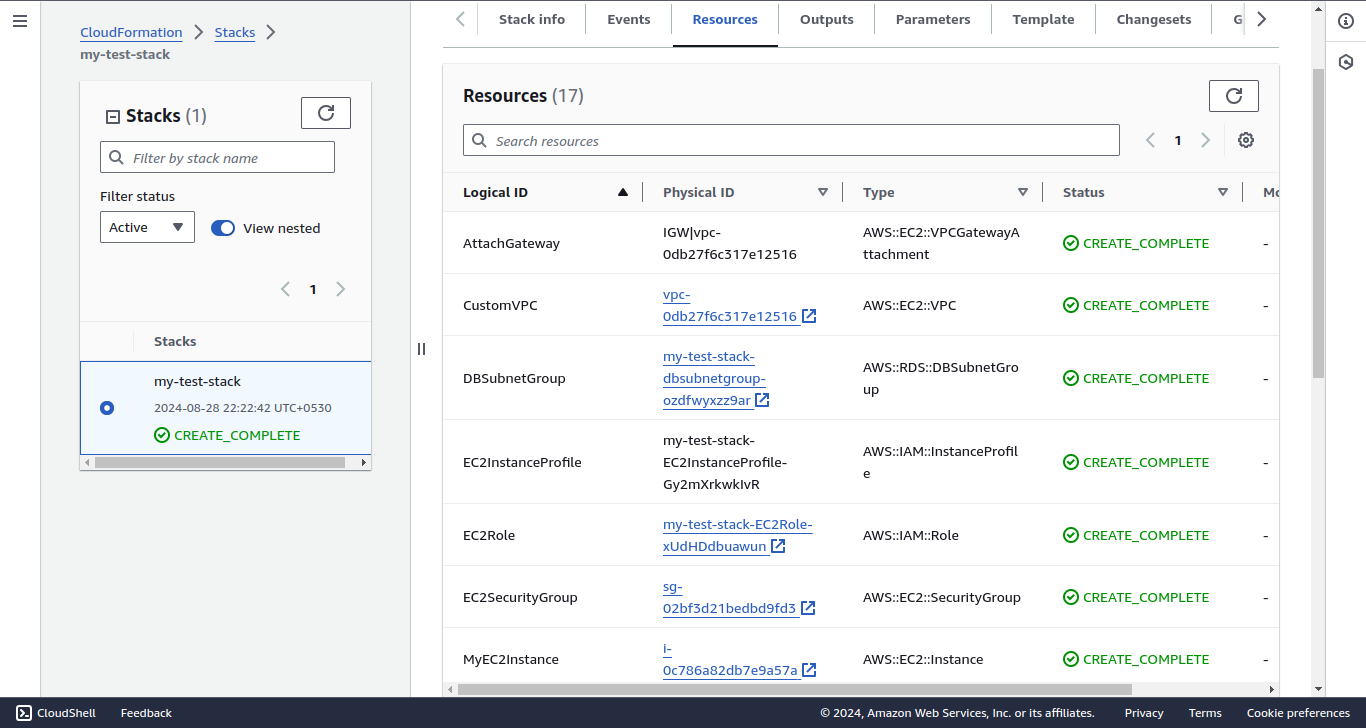 CloudFormation
Stacks
my-test-stack
Stacks (1)
Filter by stack name
Filter status
Active
View nested
1
Stacks
my-test-stack
2024-08-28 22:22:42 UTC+0530
CREATE_COMPLETE
Stack info
Events
Resources
Outputs
Parameters
Template
Changesets
G
Resources (17)
Search resources
1
Logical ID
Physical ID
Type
Status
AttachGateway
IGW|vpc-
0db27f6c317e12516
AWS::EC2::VPCGatewayA
ttachment
CREATE_COMPLETE
-
CustomVPC
vpc-
0db27f6c317e12516
AWS::EC2::VPC
CREATE_COMPLETE
-
DBSubnetGroup
my-test-stack-
dbsubnetgroup-
ozdfwyxzz9ar
AWS::RDS::DBSubnetGro
up
CREATE_COMPLETE
-
EC2InstanceProfile
my-test-stack-
EC2InstanceProfile-
Gy2mXrkwkIvR
AWS::IAM::InstanceProfil
e
CREATE_COMPLETE
-
EC2Role
my-test-stack-EC2Role-
xUdHDdbuawun
AWS::IAM::Role
CREATE_COMPLETE
-
EC2SecurityGroup
sg-
02bf3d21bedbd9fd3
AWS::EC2::SecurityGroup
CREATE_COMPLETE
-
MyEC2Instance
i-
0c786a82db7e9a57a
AWS::EC2::Instance
CREATE_COMPLETE
-
CloudShell
Feedback
© 2024, Amazon Web Services, Inc. or its affiliates.
Privacy
Terms
Cookie preferences